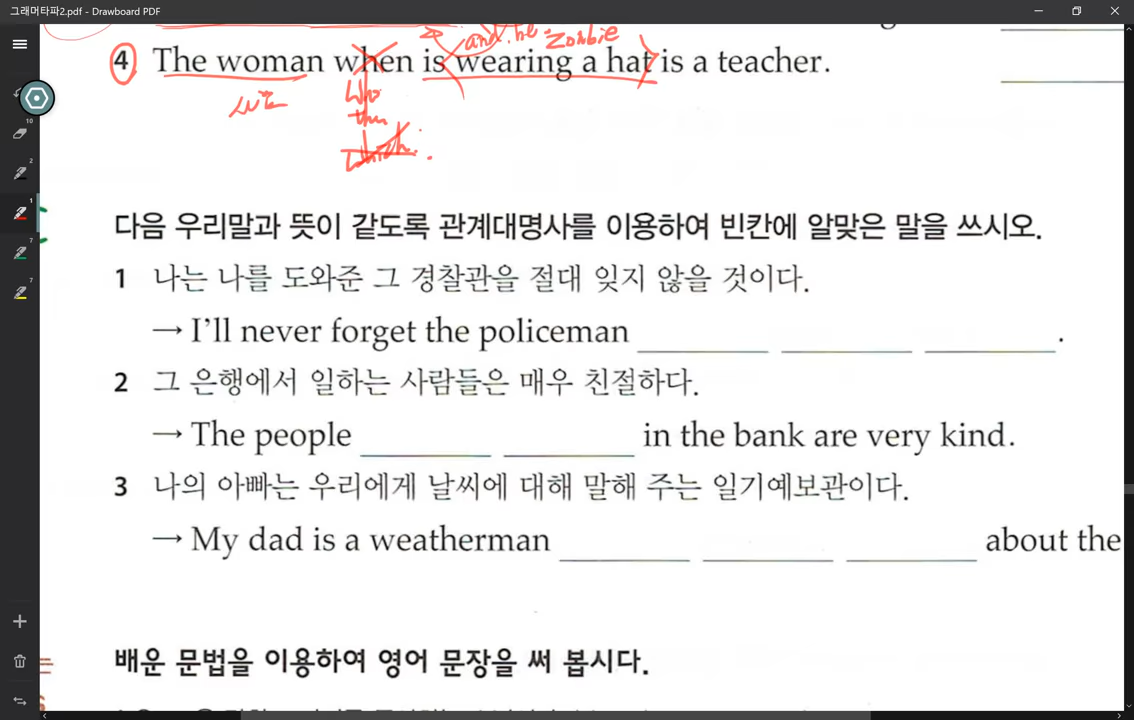 그래머타파2.pdf - Drawboard PDF
and. he. zombie
4 The woman when is wearing a hat is a teacher.
who
10
2
1
7
7
다음 우리말과 뜻이 같도록 관계대명사를 이용하여 빈칸에 알맞은 말을 쓰시오.
1 나는 나를 도와준 그 경찰관을 절대 잊지 않을 것이다.
→ I'll never forget the policeman .
2 그 은행에서 일하는 사람들은 매우 친절하다.
→ The people in the bank are very kind.
3 나의 아빠는 우리에게 날씨에 대해 말해 주는 일기예보관이다.
→ My dad is a weatherman about the
배운 문법을 이용하여 영어 문장을 써 봅시다.